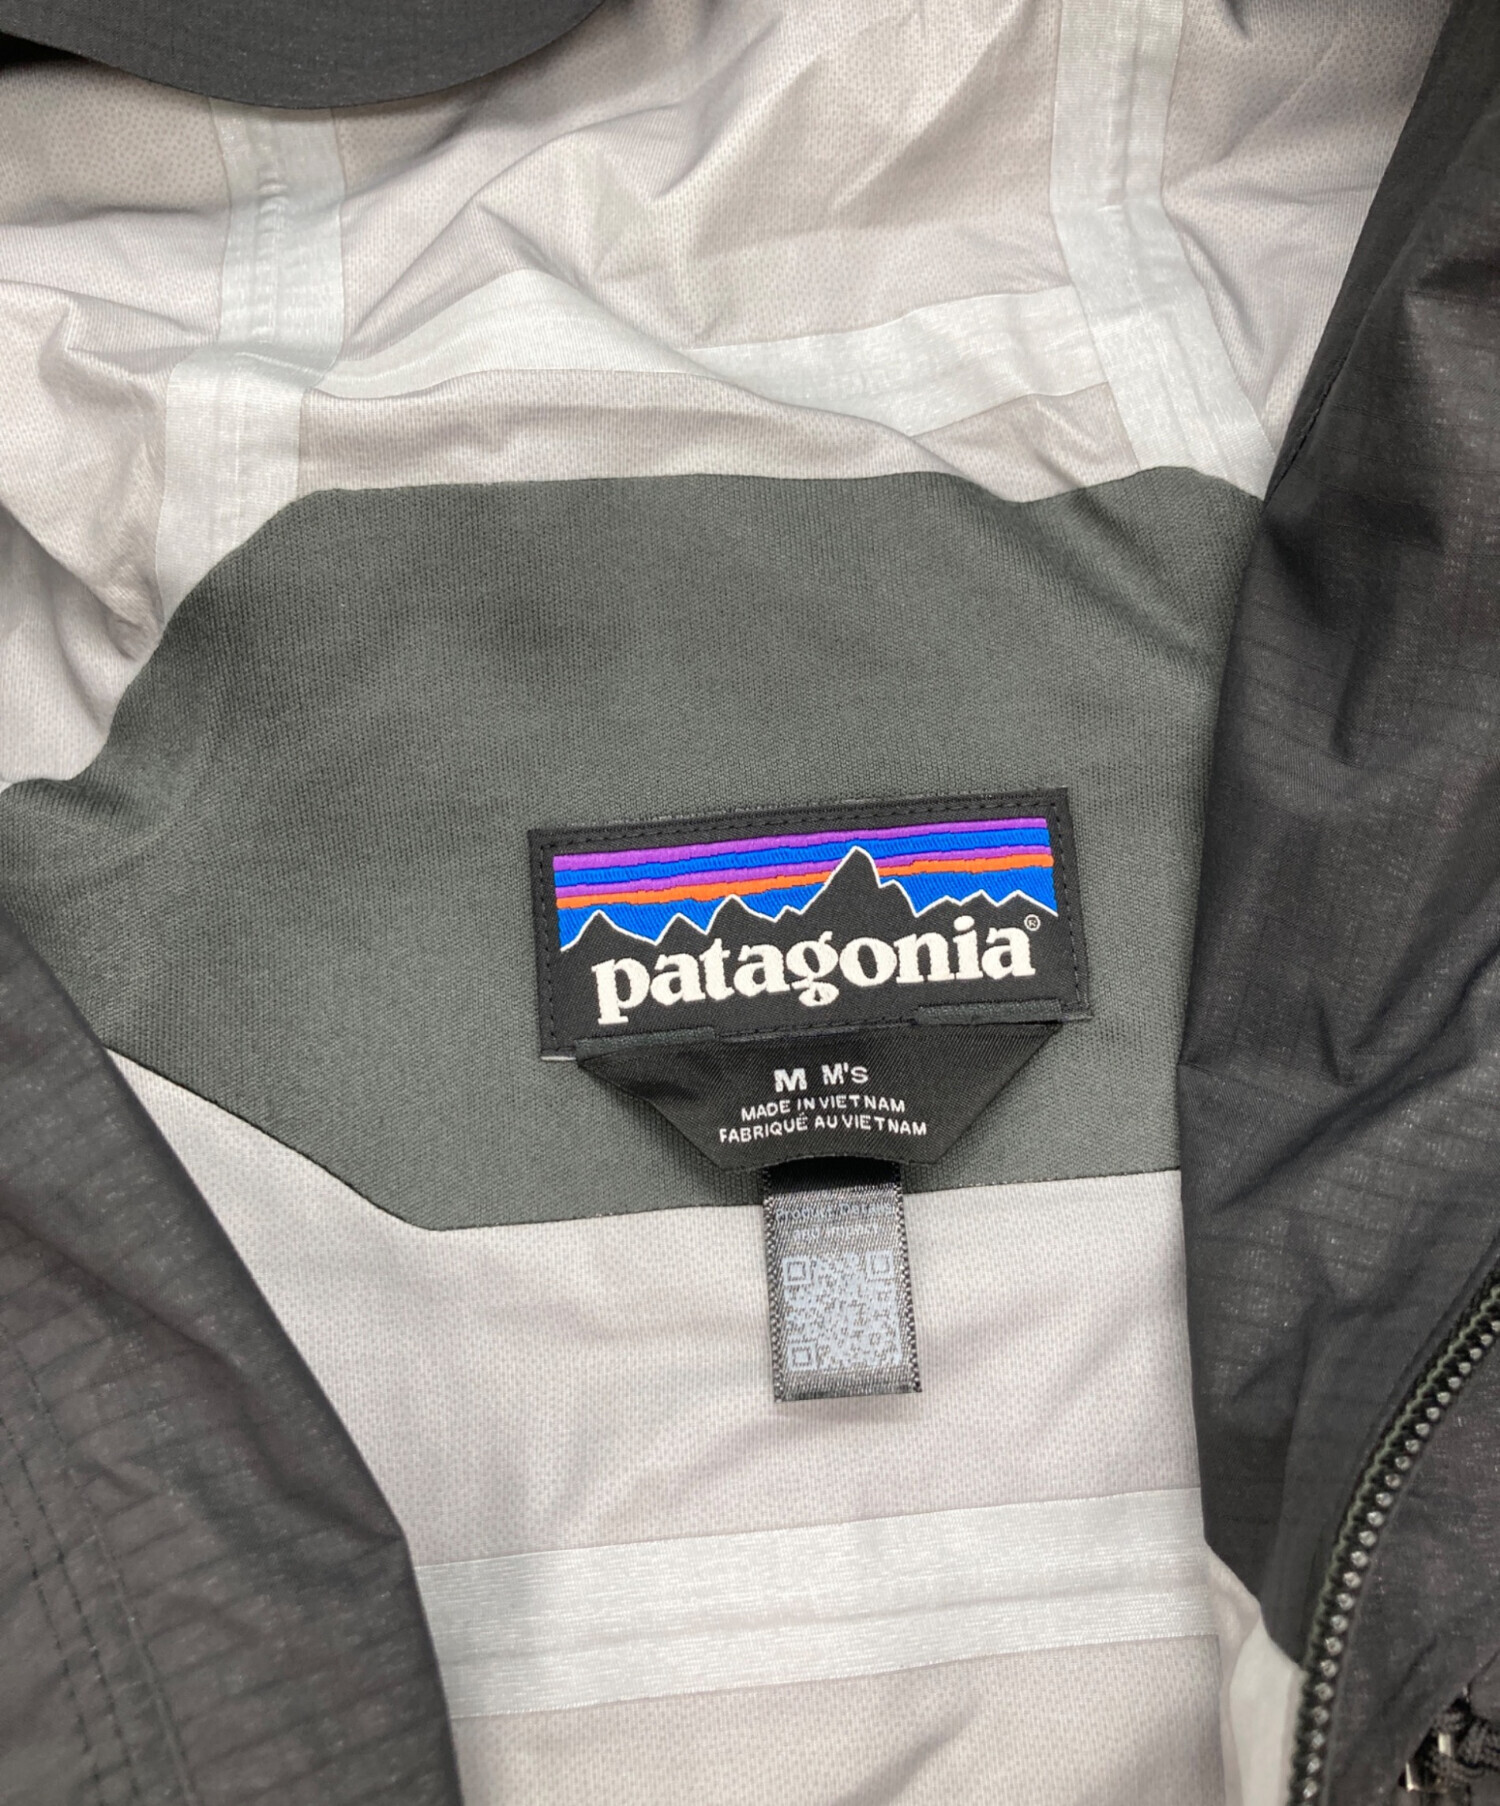 patagonia®
M M's
MADE IN VIETNAM
FABRIQUÉ AU VIETNAM